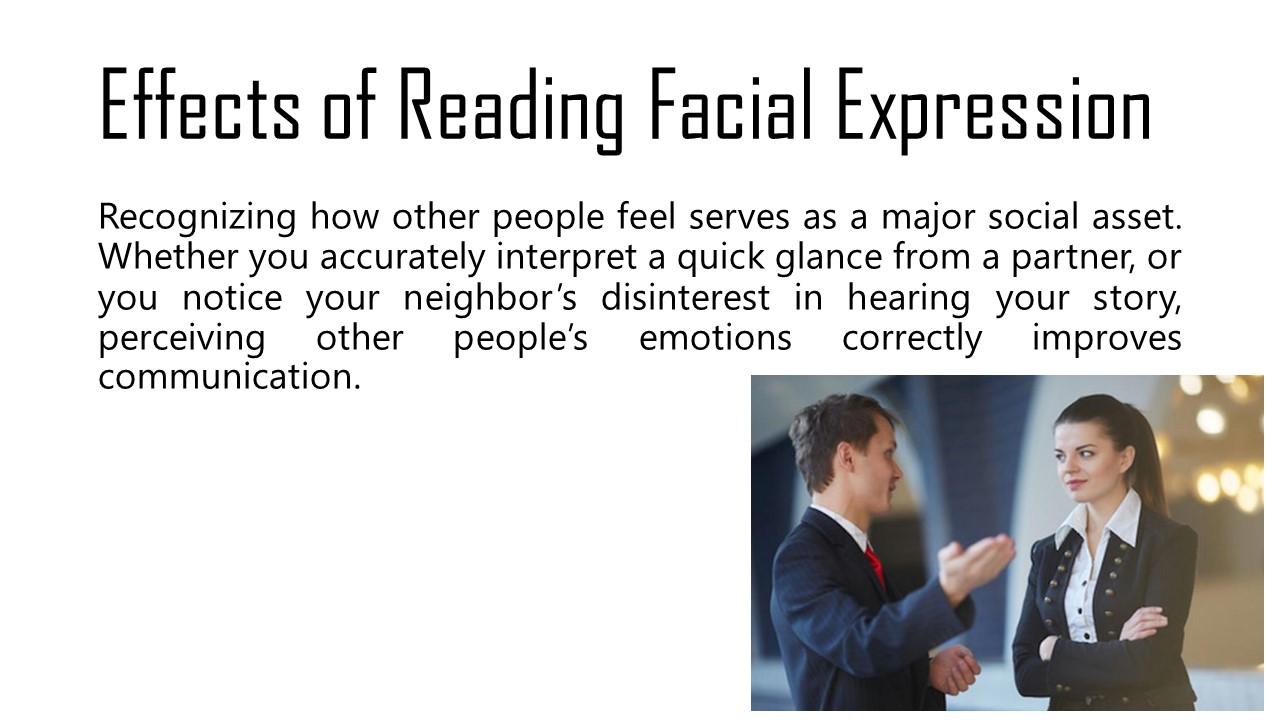 Effects of Reading Facial Expression
Recognizing how other people feel serves as a major social asset.
Whether you accurately interpret a quick glance from a partner, or
you notice your neighbor’s disinterest in hearing your story,
perceiving other people’s emotions correctly improves
communication.